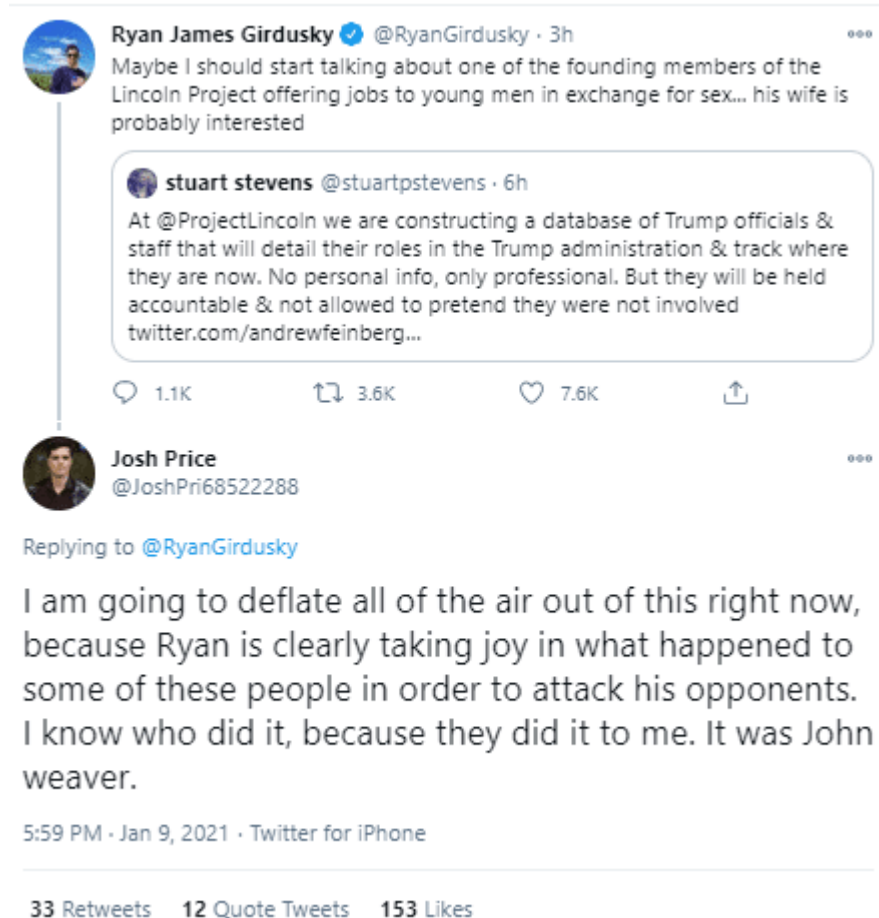 Ryan James Girdusky @RyanGirdusky · 3h
Maybe I should start talking about one of the founding members of the
Lincoln Project offering jobs to young men in exchange for sex... his wife is
probably interested
stuart stevens @stuartpstevens · 6h
At @ProjectLincoln we are constructing a database of Trump officials &
staff that will detail their roles in the Trump administration & track where
they are now. No personal info, only professional. But they will be held
accountable & not allowed to pretend they were not involved
twitter.com/andrewfeinberg...
1.1K 3.6K 7.6K
Josh Price
@JoshPri68522288
Replying to @RyanGirdusky
I am going to deflate all of the air out of this right now,
because Ryan is clearly taking joy in what happened to
some of these people in order to attack his opponents.
I know who did it, because they did it to me. It was John
weaver.
5:59 PM · Jan 9, 2021 · Twitter for iPhone
33 Retweets 12 Quote Tweets 153 Likes